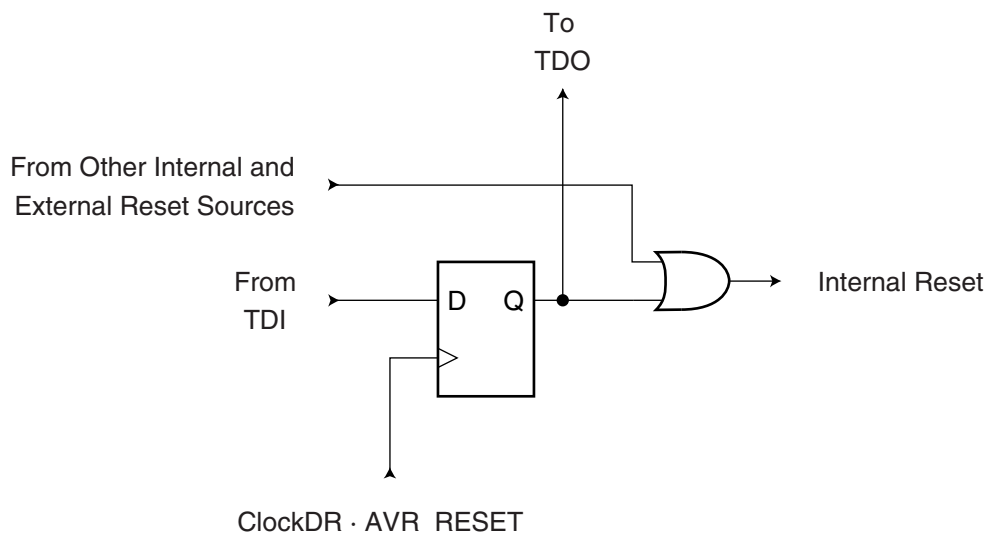 To
TDO
From Other Internal and
External Reset Sources
From
TDI
D Q
Internal Reset
ClockDR · AVR RESET